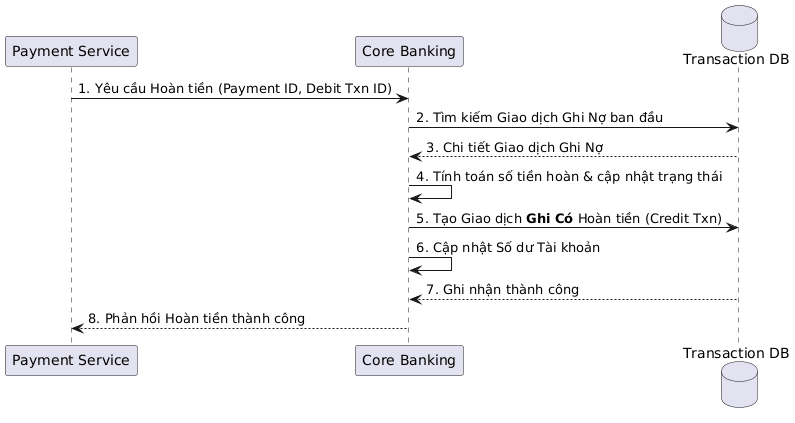 Transaction DB
Payment Service
Core Banking
1. Yêu cầu Hoàn tiền (Payment ID, Debit Txn ID)
2. Tìm kiếm Giao dịch Ghi Nợ ban đầu
3. Chi tiết Giao dịch Ghi Nợ
4. Tính toán số tiền hoàn & cập nhật trạng thái
5. Tạo Giao dịch Ghi Có Hoàn tiền (Credit Txn)
6. Cập nhật Số dư Tài khoản
7. Ghi nhận thành công
8. Phản hồi Hoàn tiền thành công
Payment Service
Core Banking
Transaction DB